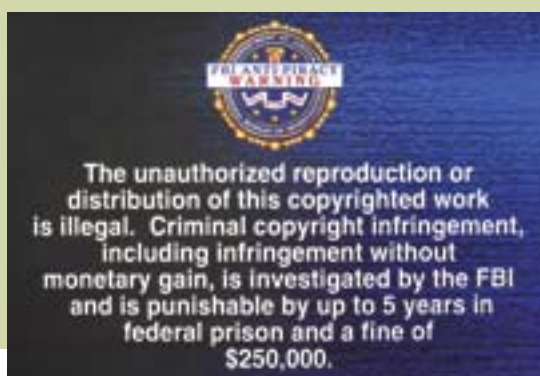 FBI ANTI-PIRACY
WARNING
The unauthorized reproduction or
distribution of this copyrighted work
is illegal. Criminal copyright infringement,
including infringement without
monetary gain, is investigated by the FBI
and is punishable by up to 5 years in
federal prison and a fine of
$250,000.